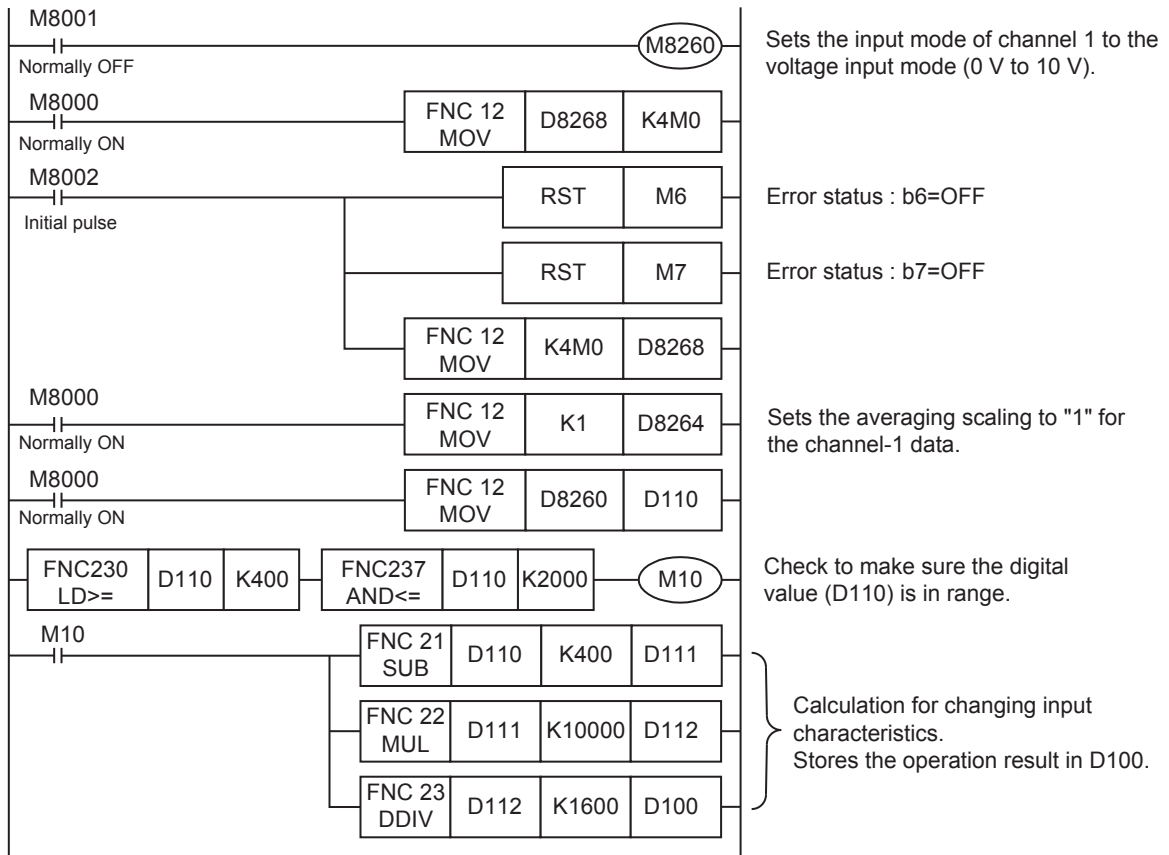 M8001
M8260
Normally OFF
Sets the input mode of channel 1 to the
voltage input mode (0 V to 10 V).
M8000
Normally ON
FNC 12
MOV
D8268
K4M0
M8002
Initial pulse
RST
M6
Error status : b6=OFF
RST
M7
Error status : b7=OFF
FNC 12
MOV
K4M0
D8268
M8000
Normally ON
FNC 12
MOV
K1
D8264
Sets the averaging scaling to "1" for
the channel-1 data.
M8000
Normally ON
FNC 12
MOV
D8260
D110
FNC230
LD>=
D110
K400
FNC237
AND<=
D110
K2000
M10
Check to make sure the digital
value (D110) is in range.
M10
FNC 21
SUB
D110
K400
D111
FNC 22
MUL
D111
K10000
D112
FNC 23
DDIV
D112
K1600
D100
Calculation for changing input
characteristics.
Stores the operation result in D100.